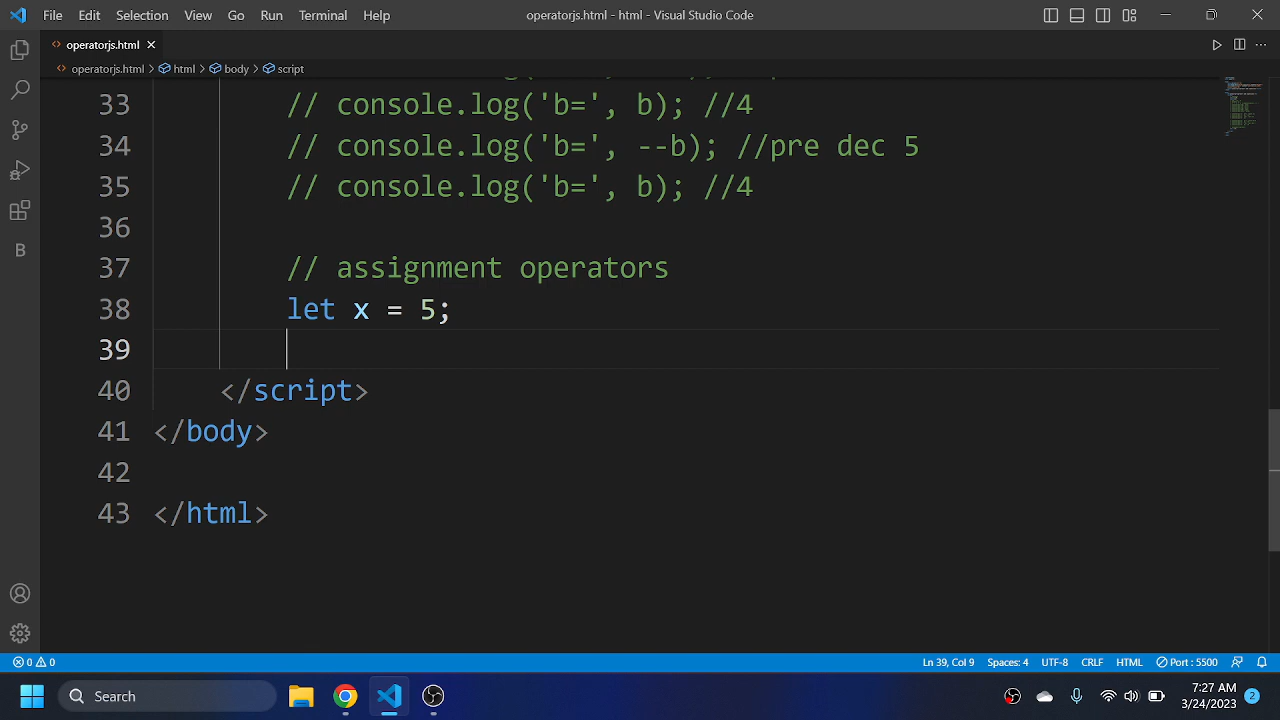 File Edit Selection View Go Run Terminal Help operatorjs.html - html - Visual Studio Code
operatorjs.html
operatorjs.html > html > body > script
33 // console.log('b=', b); //4
34 // console.log('b=', --b); //pre dec 5
35 // console.log('b=', b); //4
36
37 // assignment operators
38 let x = 5;
39
40 </script>
41 </body>
42
43 </html>
B
0 0 Ln 39, Col 9 Spaces: 4 UTF-8 CRLF HTML Port : 5500
Search
7:27 AM
3/24/2023
2